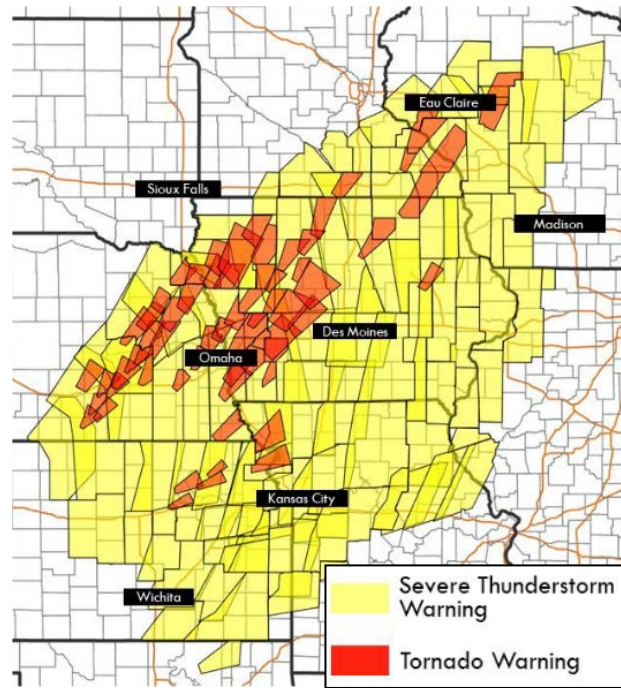 Eau Claire
Sioux Falls
Madison
Des Moines
Omaha
Kansas City
Wichita
Severe Thunderstorm
Warning
Tornado Warning